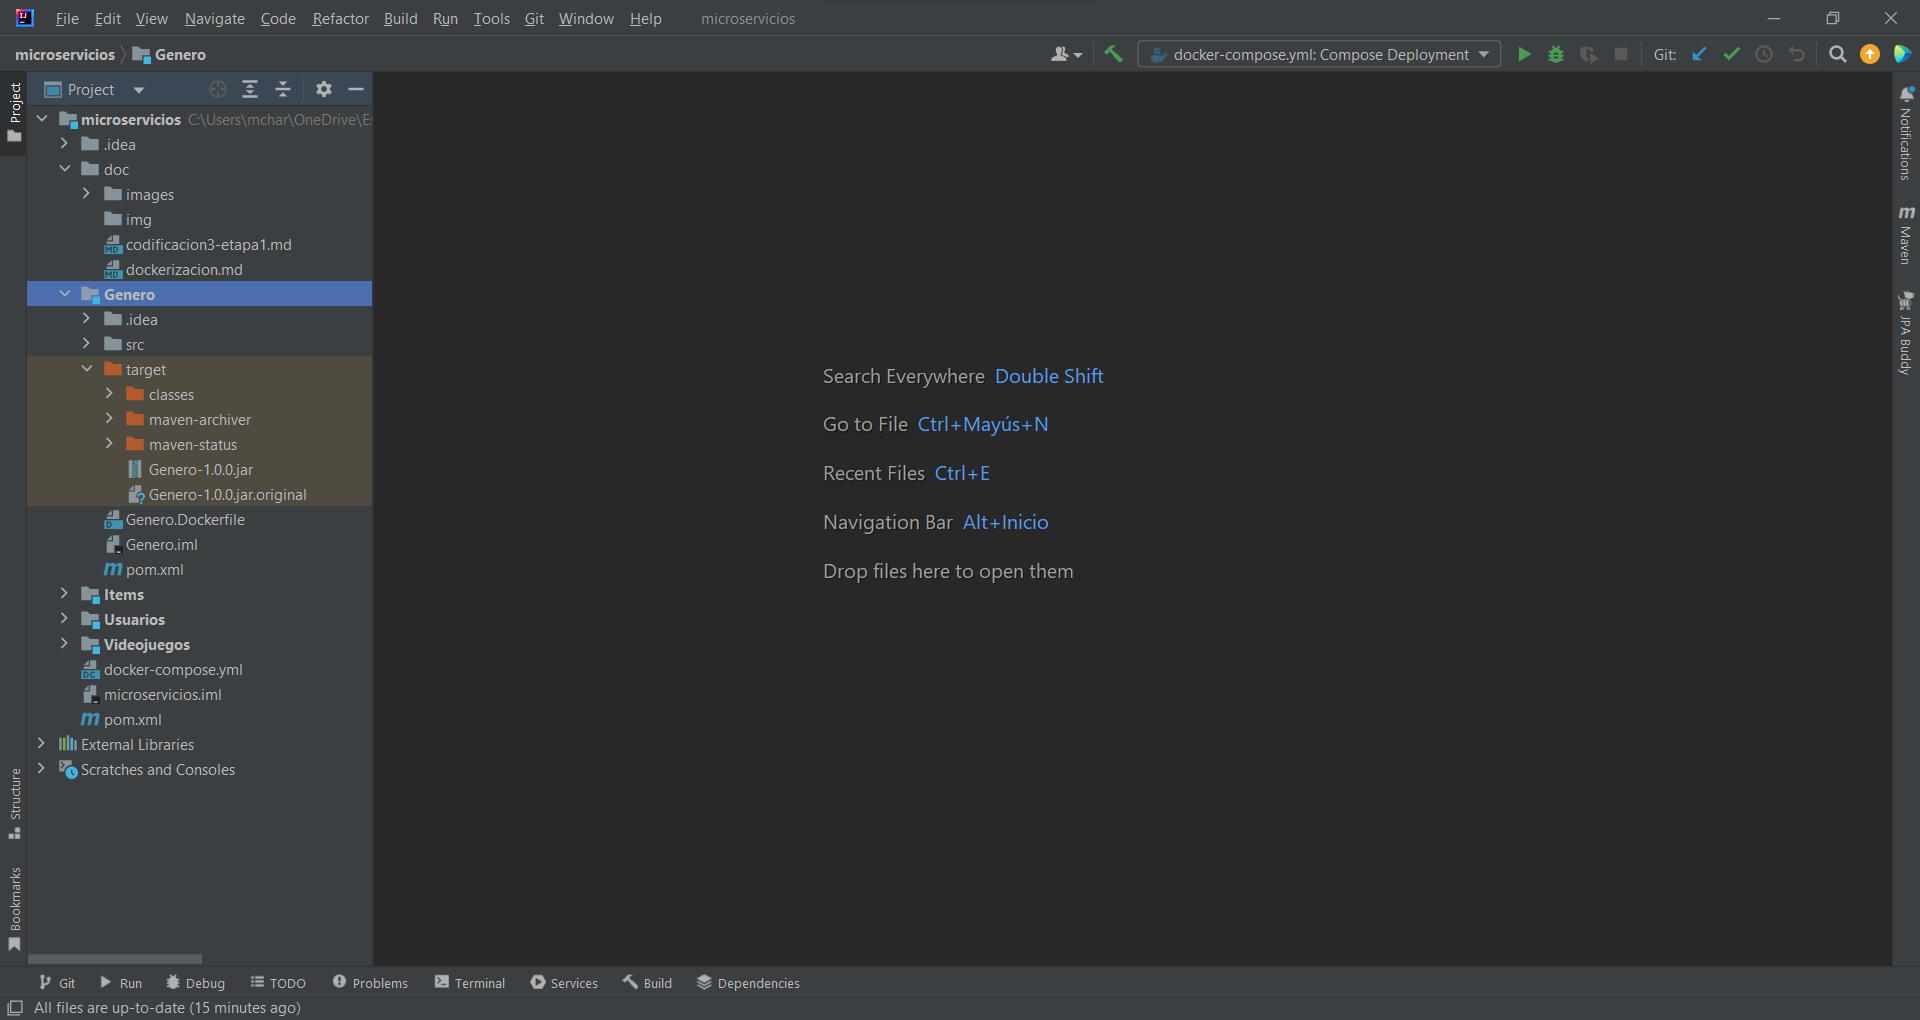 File Edit View Navigate Code Refactor Build Run Tools Git Window Help microservicios
microservicios Genero
docker-compose.yml: Compose Deployment Git:
Project
Project
microservicios C:\Users\mchar\OneDrive\Es
.idea
doc
images
img
codificacion3-etapa1.md
dockerizacion.md
Genero
.idea
src
target
classes
maven-archiver
maven-status
Genero-1.0.0.jar
Genero-1.0.0.jar.original
Genero.Dockerfile
Genero.iml
pom.xml
Items
Usuarios
Videojuegos
docker-compose.yml
microservicios.iml
pom.xml
External Libraries
Scratches and Consoles
Structure
Bookmarks
Search Everywhere Double Shift
Go to File Ctrl+Mayús+N
Recent Files Ctrl+E
Navigation Bar Alt+Inicio
Drop files here to open them
Notifications
Maven
JPA Buddy
Git Run Debug TODO Problems Terminal Services Build Dependencies
All files are up-to-date (15 minutes ago)